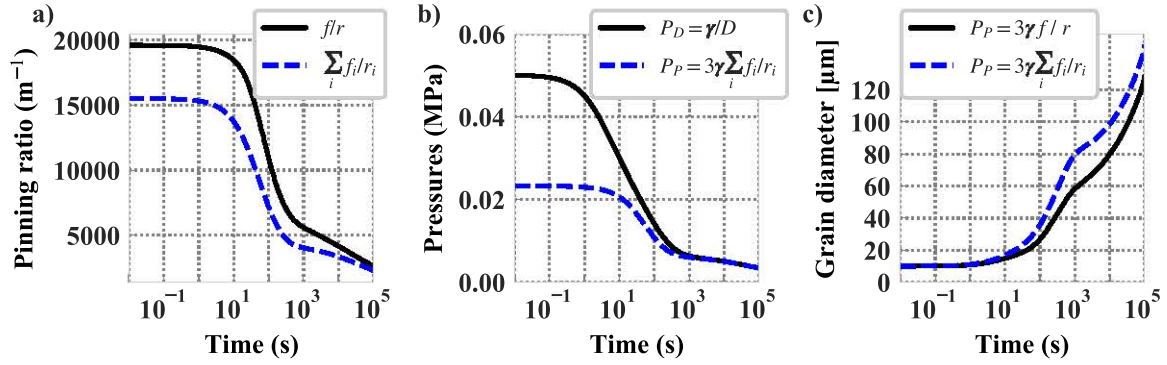 a)
f/r
∑ fᵢ/rᵢ
i
Pinning ratio (m⁻¹)
20000
15000
10000
5000
10⁻¹ 10¹ 10³ 10⁵
Time (s)
b)
P_D = γ/D
P_P = 3γ∑ fᵢ/rᵢ
i
Pressures (MPa)
0.06
0.04
0.02
0.00
10⁻¹ 10¹ 10³ 10⁵
Time (s)
c)
P_P = 3γ f / r
P_P = 3γ∑ fᵢ/rᵢ
i
Grain diameter [µm]
120
100
80
60
40
20
0
10⁻¹ 10¹ 10³ 10⁵
Time (s)